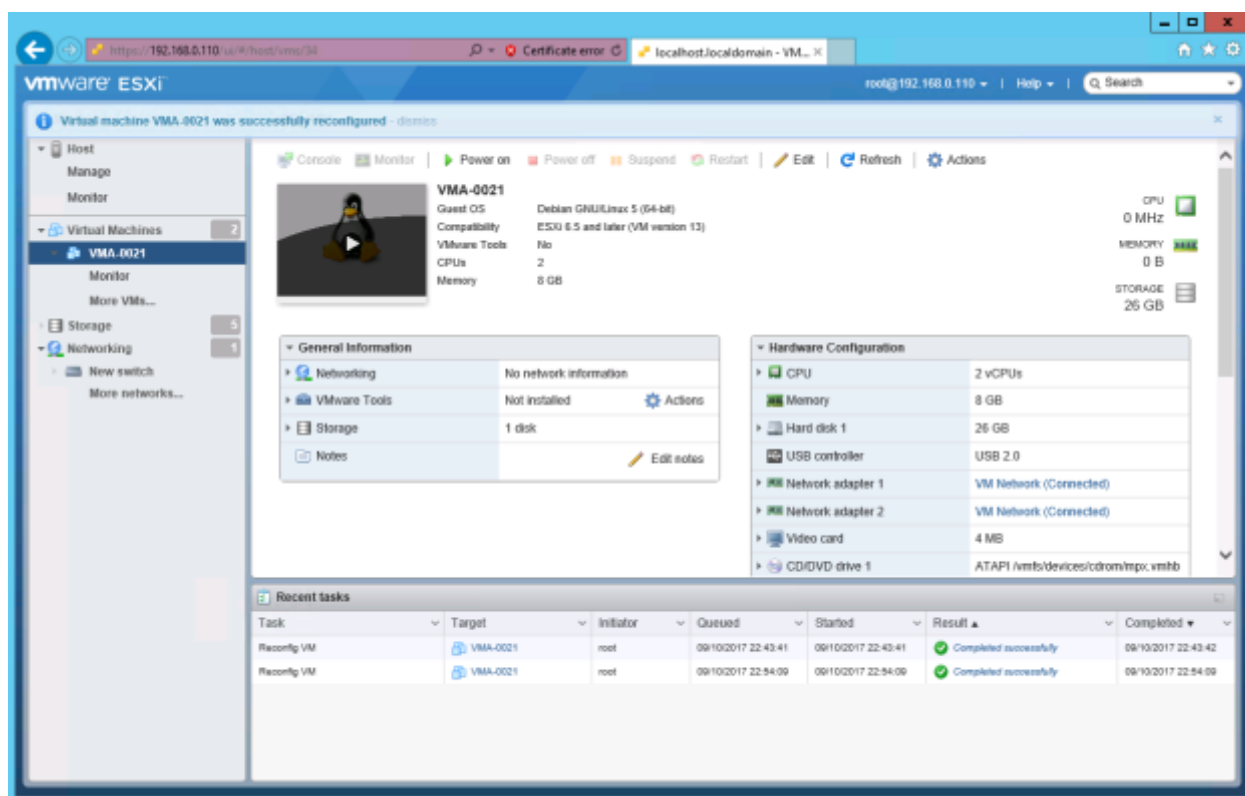 https://192.168.0.110/ui/#/host/vms/34 Certificate error localhost.localdomain - VM...
vmware ESXi root@192.168.0.110 | Help | Search
Virtual machine VMA-0021 was successfully reconfigured - dismiss
Host
Manage
Monitor
Virtual Machines 2
VMA-0021
Monitor
More VMs...
Storage 5
Networking 1
New switch
More networks...
Console Monitor | Power on Power off Suspend Restart | Edit | Refresh | Actions
VMA-0021
Guest OS Debian GNU/Linux 5 (64-bit)
Compatibility ESXi 6.5 and later (VM version 13)
VMware Tools No
CPUs 2
Memory 8 GB
CPU
0 MHz
MEMORY
0 B
STORAGE
26 GB
General Information
Networking No network information
VMware Tools Not installed Actions
Storage 1 disk
Notes Edit notes
Hardware Configuration
CPU 2 vCPUs
Memory 8 GB
Hard disk 1 26 GB
USB controller USB 2.0
Network adapter 1 VM Network (Connected)
Network adapter 2 VM Network (Connected)
Video card 4 MB
CD/DVD drive 1 ATAPI /vmfs/devices/cdrom/mpx.vmhb
Recent tasks
Task Target Initiator Queued Started Result Completed
Reconfig VM VMA-0021 root 09/10/2017 22:43:41 09/10/2017 22:43:41 Completed successfully 09/10/2017 22:43:42
Reconfig VM VMA-0021 root 09/10/2017 22:54:09 09/10/2017 22:54:09 Completed successfully 09/10/2017 22:54:09